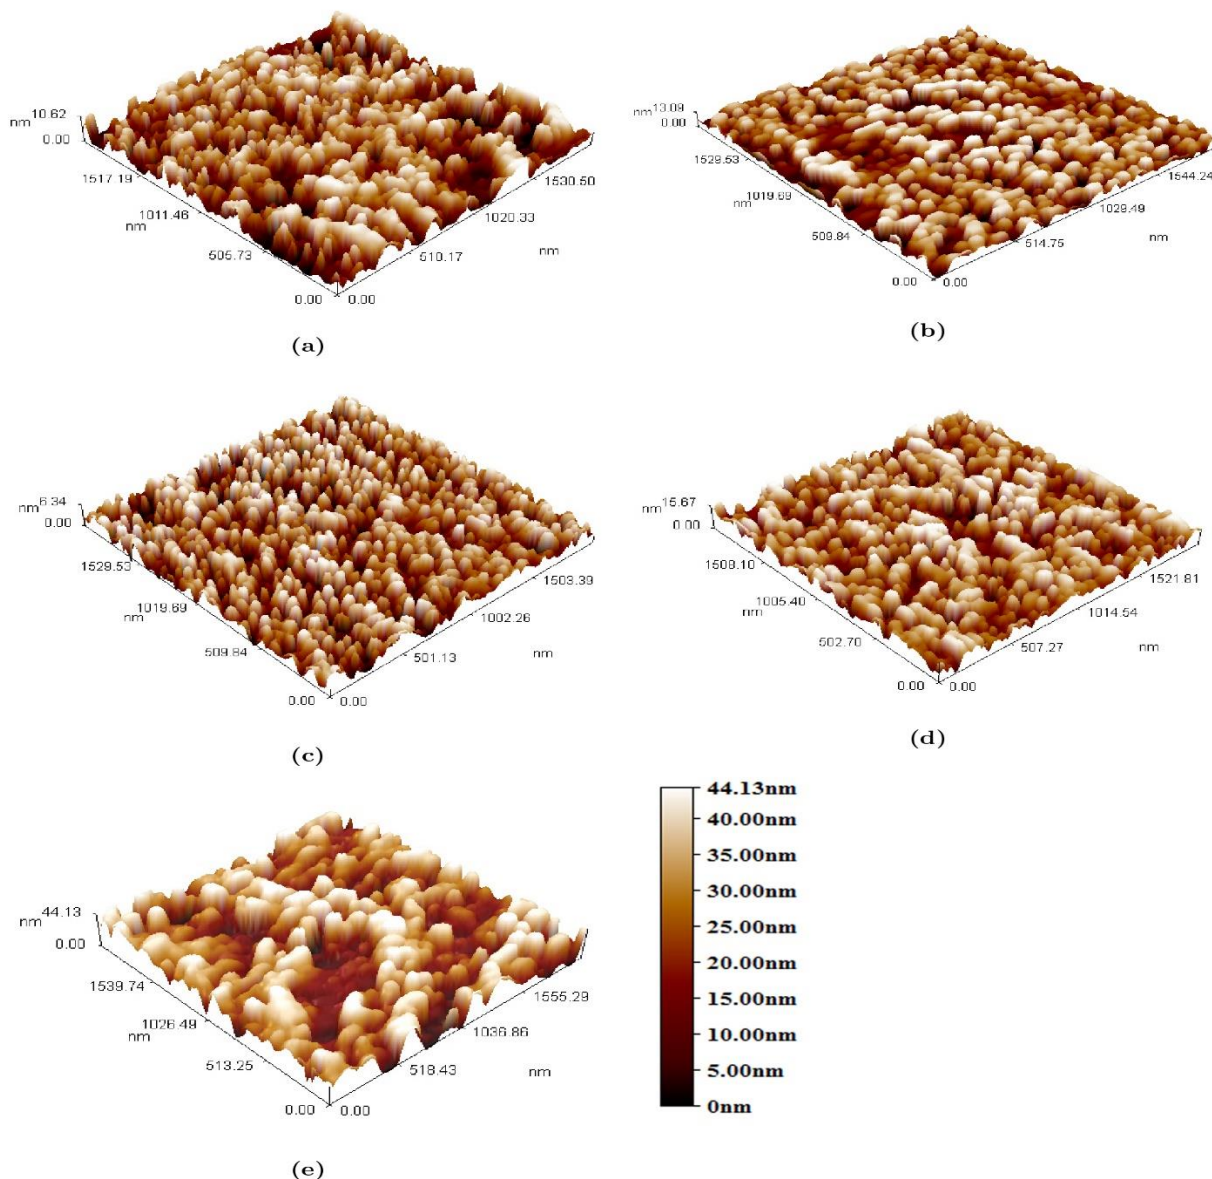 nm 10.62
0.00
1517.19
1011.46
nm
505.73
0.00
0.00
510.17
1020.33
1530.50
nm
(a)
nm 13.09
0.00
1529.53
1019.69
nm
509.84
0.00
0.00
514.75
1029.49
1544.24
nm
(b)
nm 6.34
0.00
1529.53
1019.69
nm
509.84
0.00
0.00
501.13
1002.26
1503.39
nm
(c)
nm 15.67
0.00
1508.10
1005.40
nm
502.70
0.00
0.00
507.27
1014.54
1521.81
nm
(d)
nm 44.13
0.00
1539.74
1026.49
nm
513.25
0.00
0.00
518.43
1036.86
1555.29
nm
(e)
44.13nm
40.00nm
35.00nm
30.00nm
25.00nm
20.00nm
15.00nm
10.00nm
5.00nm
0nm